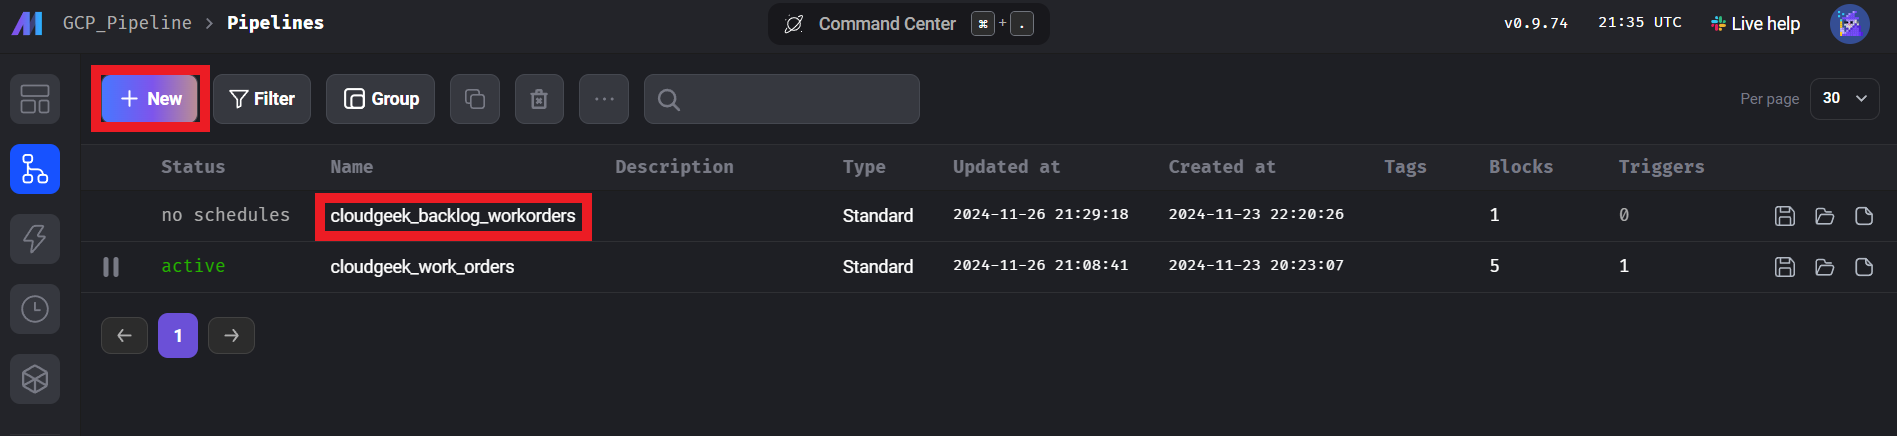 GCP_Pipeline > Pipelines
Command Center ⌘ + .
v0.9.74
21:35 UTC
Live help
+ New
Filter
Group
Per page 30
Status Name Description Type Updated at Created at Tags Blocks Triggers
no schedules cloudgeek_backlog_workorders Standard 2024-11-26 21:29:18 2024-11-23 22:20:26 1 0
active cloudgeek_work_orders Standard 2024-11-26 21:08:41 2024-11-23 20:23:07 5 1
← 1 →